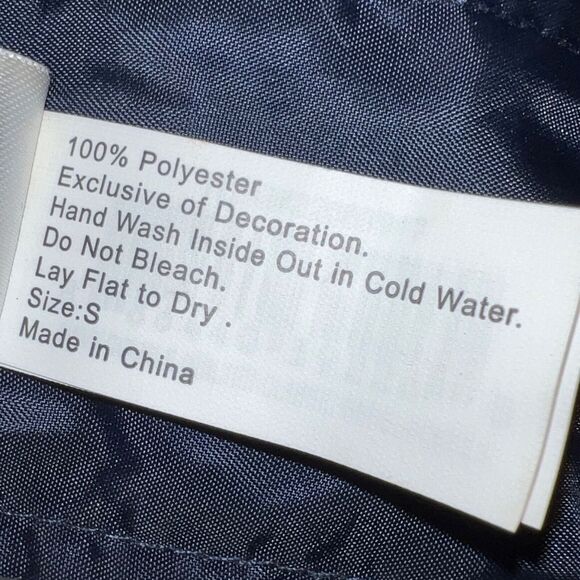 100% Polyester
Exclusive of Decoration.
Hand Wash Inside Out in Cold Water.
Do Not Bleach.
Lay Flat to Dry .
Size:S
Made in China